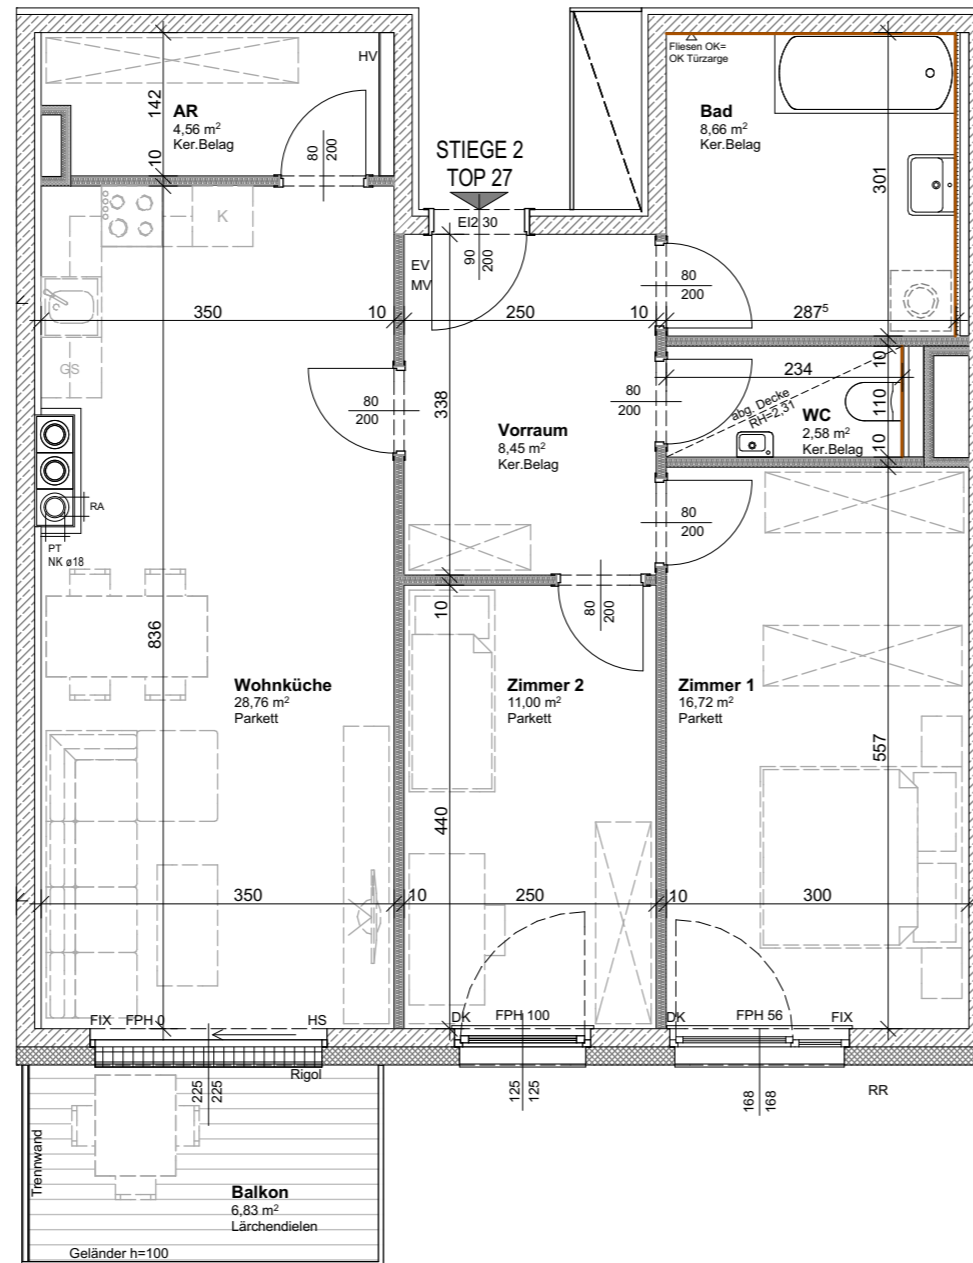 HV
142
AR
4,56 m²
Ker.Belag
10
80
200
STIEGE 2
TOP 27
EI2 30
90
200
EV
MV
Fliesen OK=
OK Türzarge
Bad
8,66 m²
Ker.Belag
301
80
200
K
GS
350
10
250
10
287⁵
338
80
200
80
200
234
10
110
10
abg. Decke
RH=2,31
WC
2,58 m²
Ker.Belag
Vorraum
8,45 m²
Ker.Belag
RA
PT
NK ø18
80
200
80
200
10
836
Wohnküche
28,76 m²
Parkett
Zimmer 2
11,00 m²
Parkett
Zimmer 1
16,72 m²
Parkett
557
440
350
10
250
10
300
FIX
FPH 0
HS
DK
FPH 100
DK
FPH 56
FIX
Rigol
225
225
125
125
168
168
RR
Trennwand
Balkon
6,83 m²
Lärchendielen
Geländer h=100